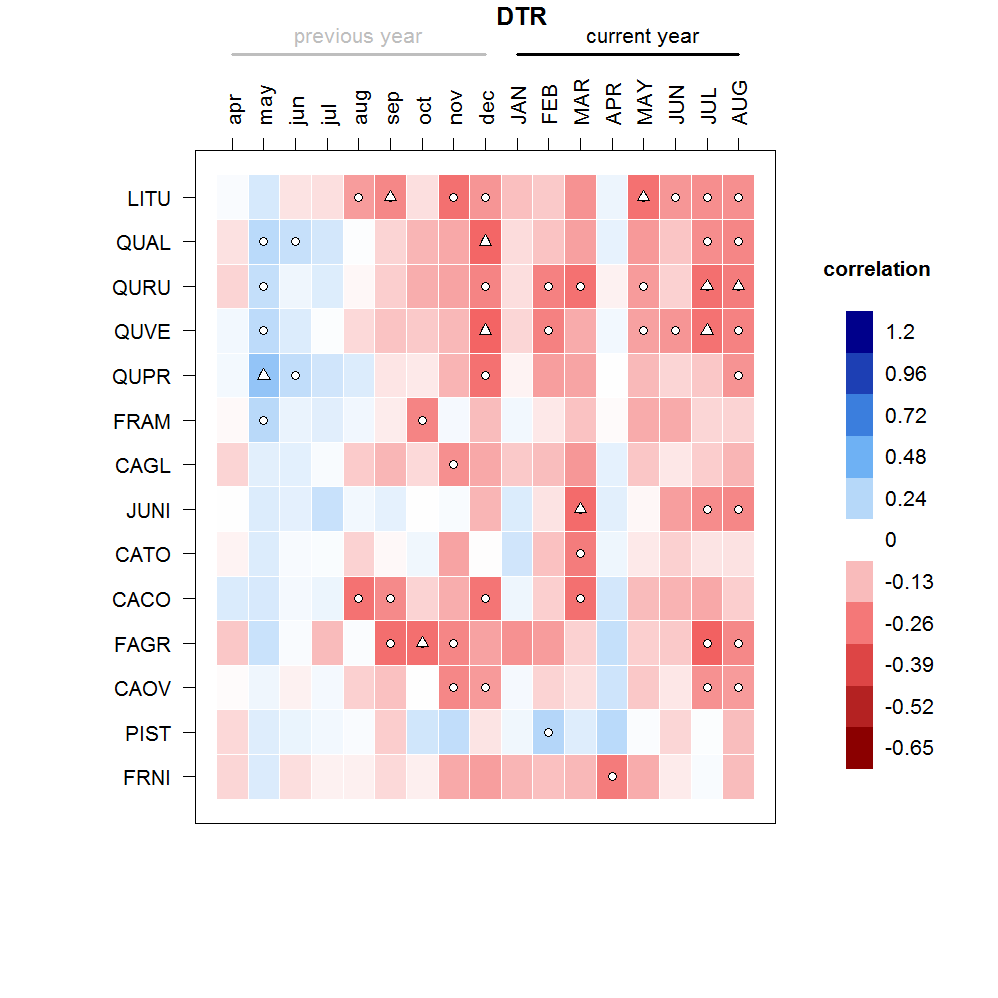 DTR
previous year current year
apr may jun jul aug sep oct nov dec JAN FEB MAR APR MAY JUN JUL AUG
LITU
QUAL
QURU
QUVE
QUPR
FRAM
CAGL
JUNI
CATO
CACO
FAGR
CAOV
PIST
FRNI
correlation
1.2
0.96
0.72
0.48
0.24
0
-0.13
-0.26
-0.39
-0.52
-0.65